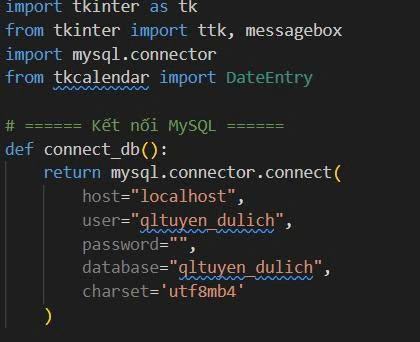 import tkinter as tk
from tkinter import ttk, messagebox
import mysql.connector
from tkcalendar import DateEntry

# ====== Kết nối MySQL ======
def connect_db():
    return mysql.connector.connect(
        host="localhost",
        user="qltuyen_dulich",
        password="",
        database="qltuyen_dulich",
        charset='utf8mb4'
    )